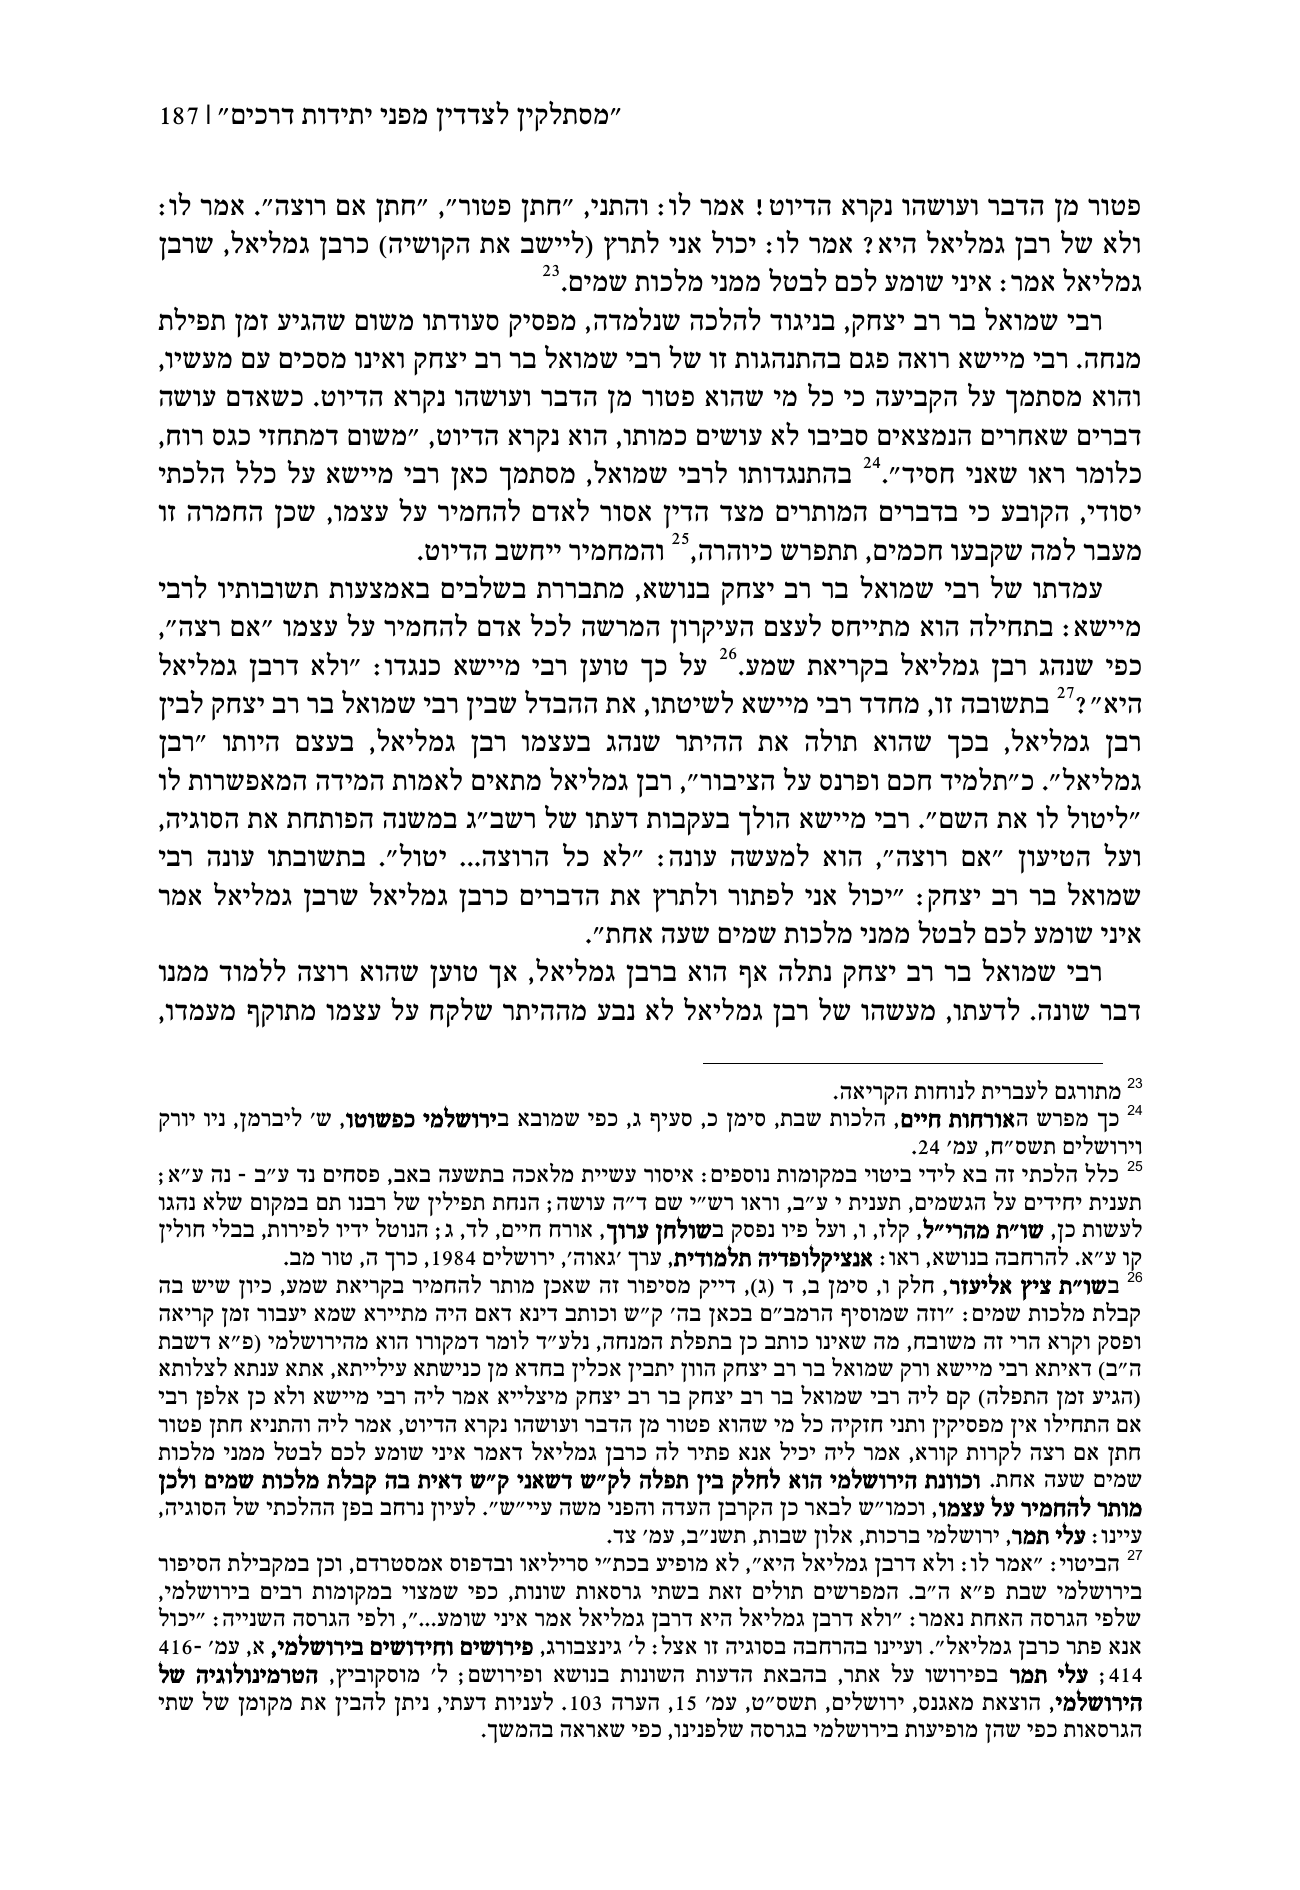 ״מסתלקין לצדדין מפני יתידות דרכים״ | 187
פטור מן הדבר ועושהו נקרא הדיוט! אמר לו: והתני, ״חתן פטור״, ״חתן אם רוצה״. אמר לו:
ולא של רבן גמליאל היא? אמר לו: יכול אני לתרץ (ליישב את הקושיה) כרבן גמליאל, שרבן
גמליאל אמר: איני שומע לכם לבטל ממני מלכות שמים.23
רבי שמואל בר רב יצחק, בניגוד להלכה שנלמדה, מפסיק סעודתו משום שהגיע זמן תפילת
מנחה. רבי מיישא רואה פגם בהתנהגות זו של רבי שמואל בר רב יצחק ואינו מסכים עם מעשיו,
והוא מסתמך על הקביעה כי כל מי שהוא פטור מן הדבר ועושהו נקרא הדיוט. כשאדם עושה
דברים שאחרים הנמצאים סביבו לא עושים כמותו, הוא נקרא הדיוט, ״משום דמתחזי כגס רוח,
כלומר ראו שאני חסיד״.24 בהתנגדותו לרבי שמואל, מסתמך כאן רבי מיישא על כלל הלכתי
יסודי, הקובע כי בדברים המותרים מצד הדין אסור לאדם להחמיר על עצמו, שכן החמרה זו
מעבר למה שקבעו חכמים, תתפרש כיוהרה,25 והמחמיר ייחשב הדיוט.
עמדתו של רבי שמואל בר רב יצחק בנושא, מתבררת בשלבים באמצעות תשובותיו לרבי
מיישא: בתחילה הוא מתייחס לעצם העיקרון המרשה לכל אדם להחמיר על עצמו ״אם רצה״,
כפי שנהג רבן גמליאל בקריאת שמע.26 על כך טוען רבי מיישא כנגדו: ״ולא דרבן גמליאל
היא״?27 בתשובה זו, מחדד רבי מיישא לשיטתו, את ההבדל שבין רבי שמואל בר רב יצחק לבין
רבן גמליאל, בכך שהוא תולה את ההיתר שנהג בעצמו רבן גמליאל, בעצם היותו ״רבן
גמליאל״. כ״תלמיד חכם ופרנס על הציבור״, רבן גמליאל מתאים לאמות המידה המאפשרות לו
״ליטול לו את השם״. רבי מיישא הולך בעקבות דעתו של רשב״ג במשנה הפותחת את הסוגיה,
ועל הטיעון ״אם רוצה״, הוא למעשה עונה: ״לא כל הרוצה... יטול״. בתשובתו עונה רבי
שמואל בר רב יצחק: ״יכול אני לפתור ולתרץ את הדברים כרבן גמליאל שרבן גמליאל אמר
איני שומע לכם לבטל ממני מלכות שמים שעה אחת״.
רבי שמואל בר רב יצחק נתלה אף הוא ברבן גמליאל, אך טוען שהוא רוצה ללמוד ממנו
דבר שונה. לדעתו, מעשהו של רבן גמליאל לא נבע מההיתר שלקח על עצמו מתוקף מעמדו,
23 מתורגם לעברית לנוחות הקריאה.
24 כך מפרש האורחות חיים, הלכות שבת, סימן כ, סעיף ג, כפי שמובא בירושלמי כפשוטו, ש׳ ליברמן, ניו יורק
וירושלים תשס״ח, עמ׳ 24.
25 כלל הלכתי זה בא לידי ביטוי במקומות נוספים: איסור עשיית מלאכה בתשעה באב, פסחים נד ע״ב - נה ע״א;
תענית יחידים על הגשמים, תענית י ע״ב, וראו רש״י שם ד״ה עושה; הנחת תפילין של רבנו תם במקום שלא נהגו
לעשות כן, שו״ת מהרי״ל, קלז, ו, ועל פיו נפסק בשולחן ערוך, אורח חיים, לד, ג; הנוטל ידיו לפירות, בבלי חולין
קו ע״א. להרחבה בנושא, ראו: אנציקלופדיה תלמודית, ערך ׳גאוה׳, ירושלים 1984, כרך ה, טור מב.
26 בשו״ת ציץ אליעזר, חלק ו, סימן ב, ד (ג), דייק מסיפור זה שאכן מותר להחמיר בקריאת שמע, כיון שיש בה
קבלת מלכות שמים: ״וזה שמוסיף הרמב״ם בכאן בה׳ ק״ש וכותב דינא דאם היה מתיירא שמא יעבור זמן קריאה
ופסק וקרא הרי זה משובח, מה שאינו כותב כן בתפלת המנחה, נלע״ד לומר דמקורו הוא מהירושלמי (פ״א דשבת
ה״ב) דאיתא רבי מיישא ורק שמואל בר רב יצחק הוון יתבין אכלין בחדא מן כנישתא עילייתא, אתא ענתא לצלותא
(הגיע זמן התפלה) קם ליה רבי שמואל בר רב יצחק בר רב יצחק מיצלייא אמר ליה רבי מיישא ולא כן אלפן רבי
אם התחילו אין מפסיקין ותני חזקיה כל מי שהוא פטור מן הדבר ועושהו נקרא הדיוט, אמר ליה והתניא חתן פטור
חתן אם רצה לקרות קורא, אמר ליה יכיל אנא פתיר לה כרבן גמליאל דאמר איני שומע לכם לבטל ממני מלכות
שמים שעה אחת. וכוונת הירושלמי הוא לחלק בין תפלה לק״ש דשאני ק״ש דאית בה קבלת מלכות שמים ולכן
מותר להחמיר על עצמו, וכמו״ש לבאר כן הקרבן העדה והפני משה עיי״ש״. לעיון נרחב בפן ההלכתי של הסוגיה,
עיינו: עלי תמר, ירושלמי ברכות, אלון שבות, תשנ״ב, עמ׳ צד.
27 הביטוי: ״אמר לו: ולא דרבן גמליאל היא״, לא מופיע בכת״י סריליאו ובדפוס אמסטרדם, וכן במקבילת הסיפור
בירושלמי שבת פ״א ה״ב. המפרשים תולים זאת בשתי גרסאות שונות, כפי שמצוי במקומות רבים בירושלמי,
שלפי הגרסה האחת נאמר: ״ולא דרבן גמליאל היא דרבן גמליאל אמר איני שומע...״, ולפי הגרסה השנייה: ״יכול
אנא פתר כרבן גמליאל״. ועיינו בהרחבה בסוגיה זו אצל: ל׳ גינצבורג, פירושים וחידושים בירושלמי, א, עמ׳ 416-
414; עלי תמר בפירושו על אתר, בהבאת הדעות השונות בנושא ופירושם; ל׳ מוסקוביץ, הטרמינולוגיה של
הירושלמי, הוצאת מאגנס, ירושלים, תשס״ט, עמ׳ 15, הערה 103. לעניות דעתי, ניתן להבין את מקומן של שתי
הגרסאות כפי שהן מופיעות בירושלמי בגרסה שלפנינו, כפי שאראה בהמשך.